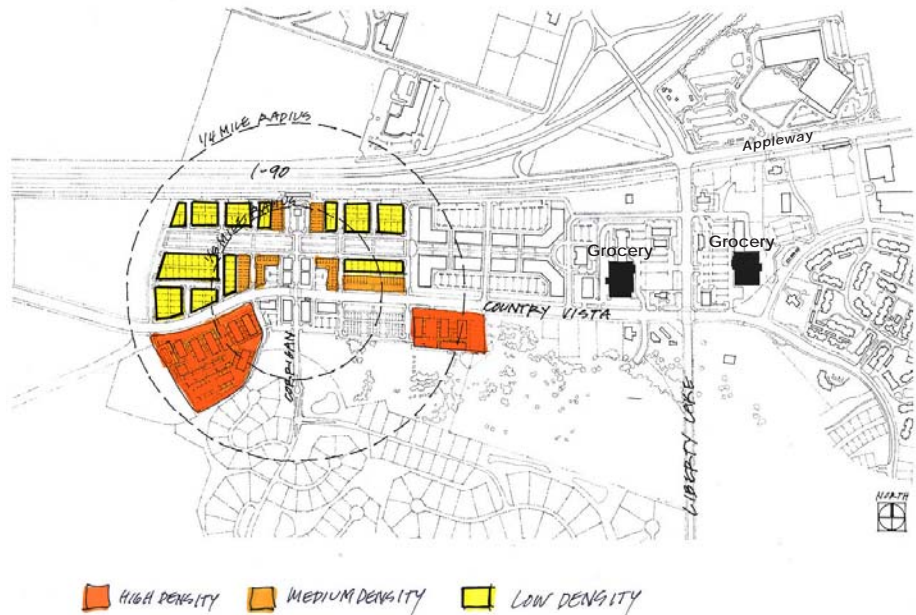 1/4 MILE RADIUS
I-90
Appleway
Grocery
Grocery
COUNTRY VISTA
CORRIGAN
LIBERTY LAKE
NORTH
HIGH DENSITY
MEDIUM DENSITY
LOW DENSITY